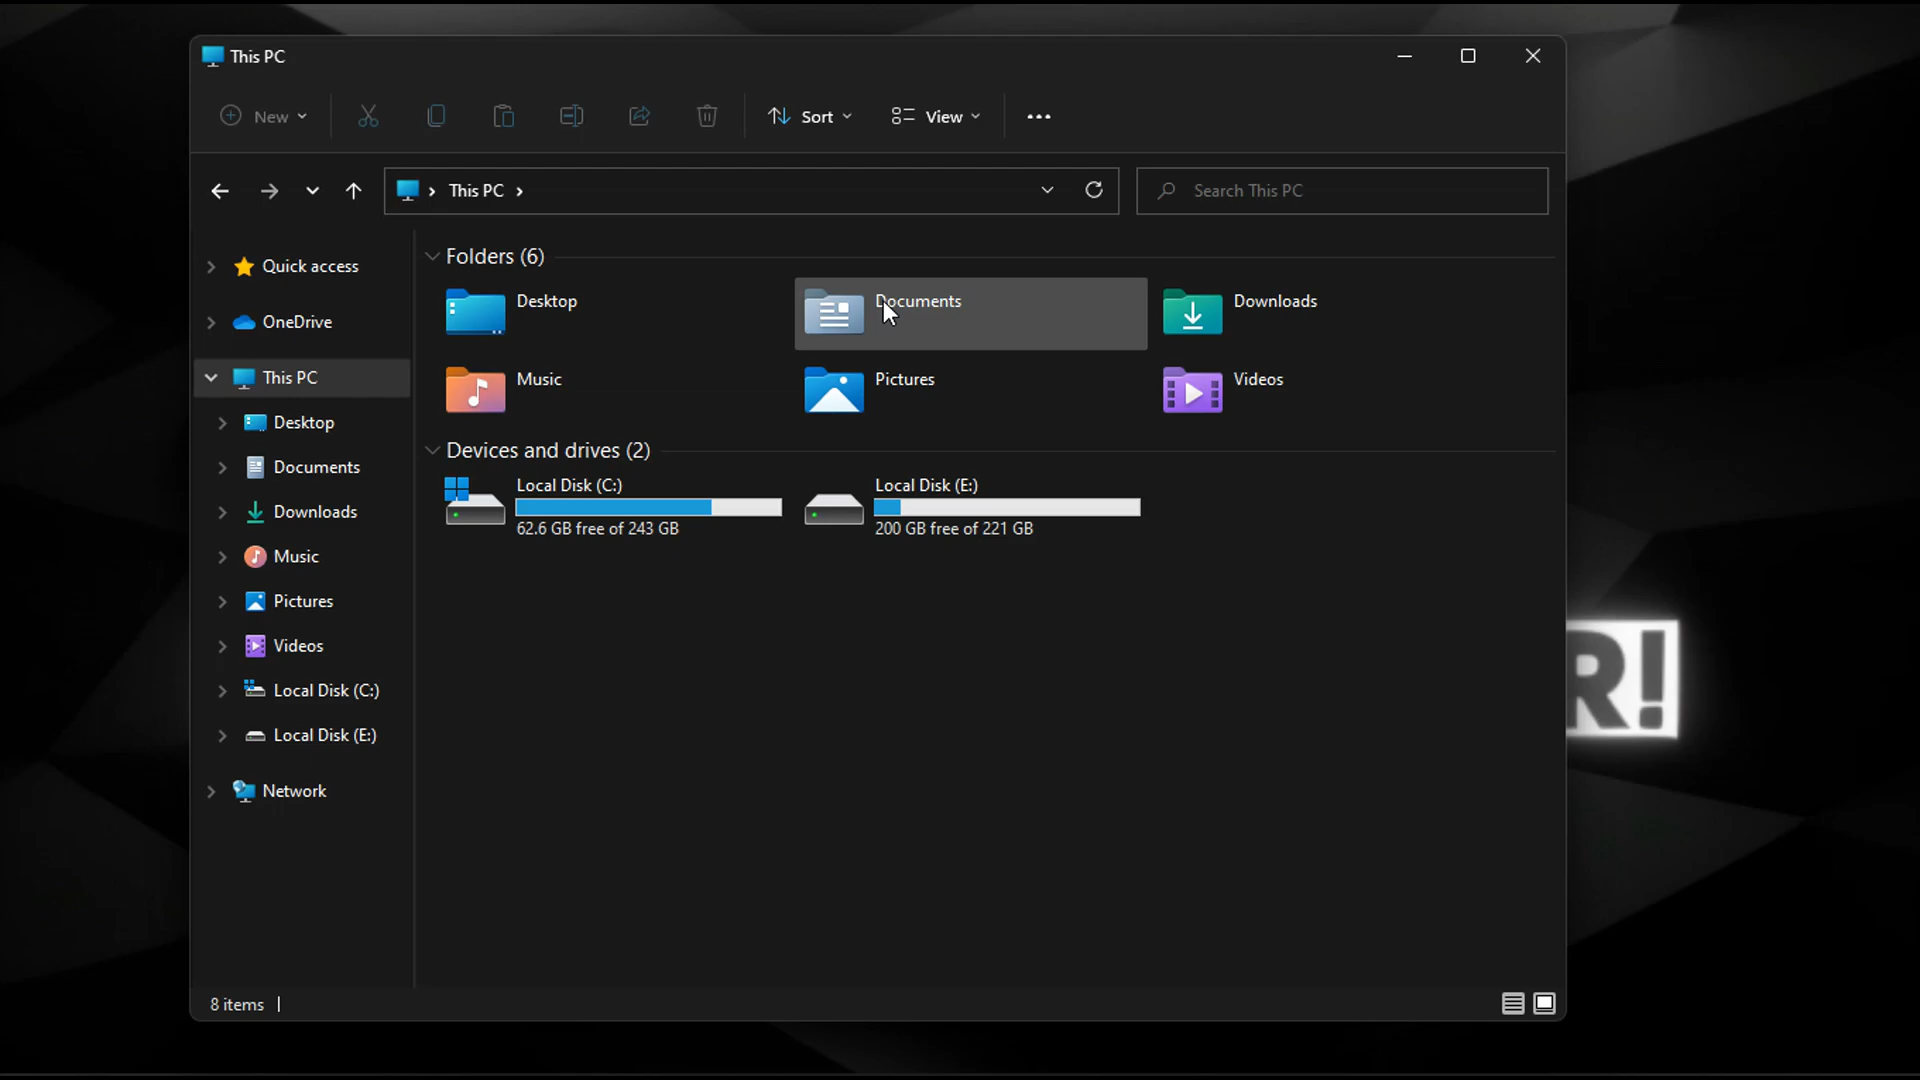 This PC
New
Sort
View
This PC
Search This PC
Quick access
OneDrive
This PC
Desktop
Documents
Downloads
Music
Pictures
Videos
Local Disk (C:)
Local Disk (E:)
Network
Folders (6)
Desktop
Documents
Downloads
Music
Pictures
Videos
Devices and drives (2)
Local Disk (C:)
62.6 GB free of 243 GB
Local Disk (E:)
200 GB free of 221 GB
R!
8 items